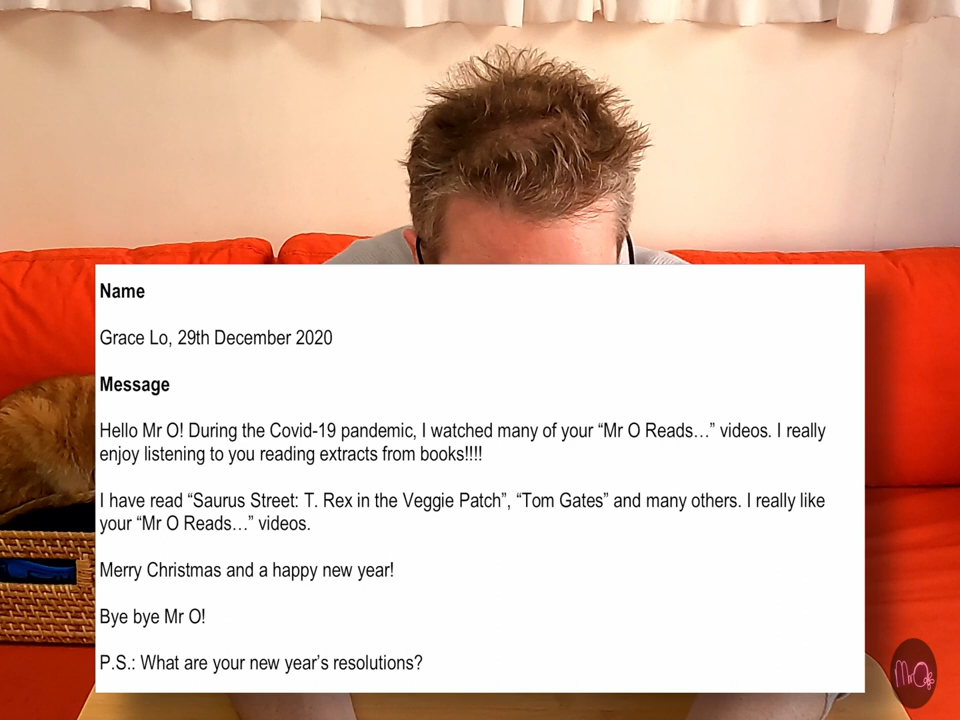 Name
Grace Lo, 29th December 2020
Message
Hello Mr O! During the Covid-19 pandemic, I watched many of your “Mr O Reads…” videos. I really
enjoy listening to you reading extracts from books!!!!
I have read “Saurus Street: T. Rex in the Veggie Patch”, “Tom Gates” and many others. I really like
your “Mr O Reads…” videos.
Merry Christmas and a happy new year!
Bye bye Mr O!
P.S.: What are your new year’s resolutions?